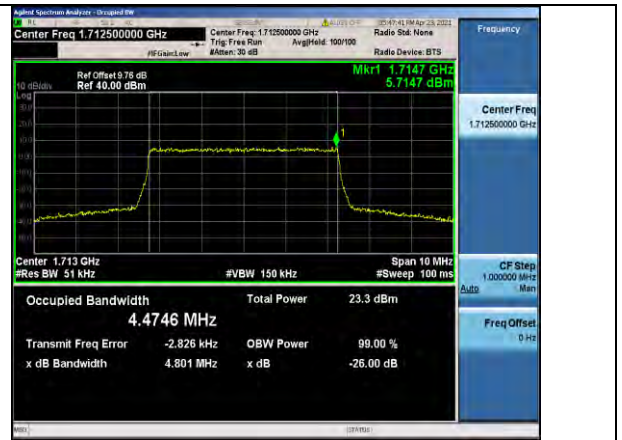 Agilent Spectrum Analyzer - Occupied BW
Center Freq 1.712500000 GHz
Center Freq: 1.712500000 GHz
Radio Std: None
Trig: Free Run
Avg|Hold: 100/100
#IFGain:Low
#Atten: 30 dB
Radio Device: BTS
Frequency
Mkr1 1.7147 GHz
5.7147 dBm
Ref Offset 9.76 dB
10 dB/div
Ref 40.00 dBm
Log
1
Center Freq
1.712500000 GHz
Center 1.713 GHz
Span 10 MHz
#Res BW 51 kHz
#VBW 150 kHz
#Sweep 100 ms
CF Step
1.000000 MHz
Auto Man
Occupied Bandwidth
Total Power
23.3 dBm
4.4746 MHz
Freq Offset
0 Hz
Transmit Freq Error
-2.826 kHz
OBW Power
99.00 %
x dB Bandwidth
4.801 MHz
x dB
-26.00 dB
MSG
STATUS